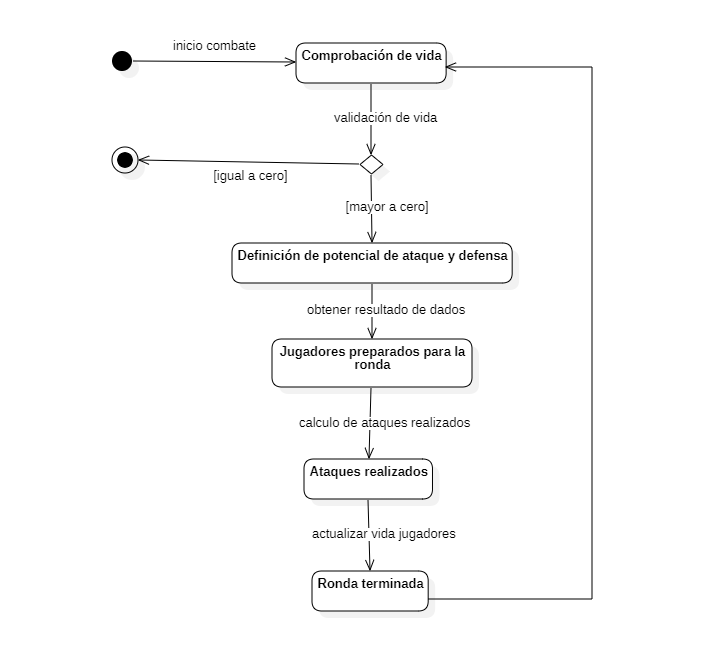 inicio combate
Comprobación de vida
validación de vida
[igual a cero]
[mayor a cero]
Definición de potencial de ataque y defensa
obtener resultado de dados
Jugadores preparados para la
ronda
calculo de ataques realizados
Ataques realizados
actualizar vida jugadores
Ronda terminada